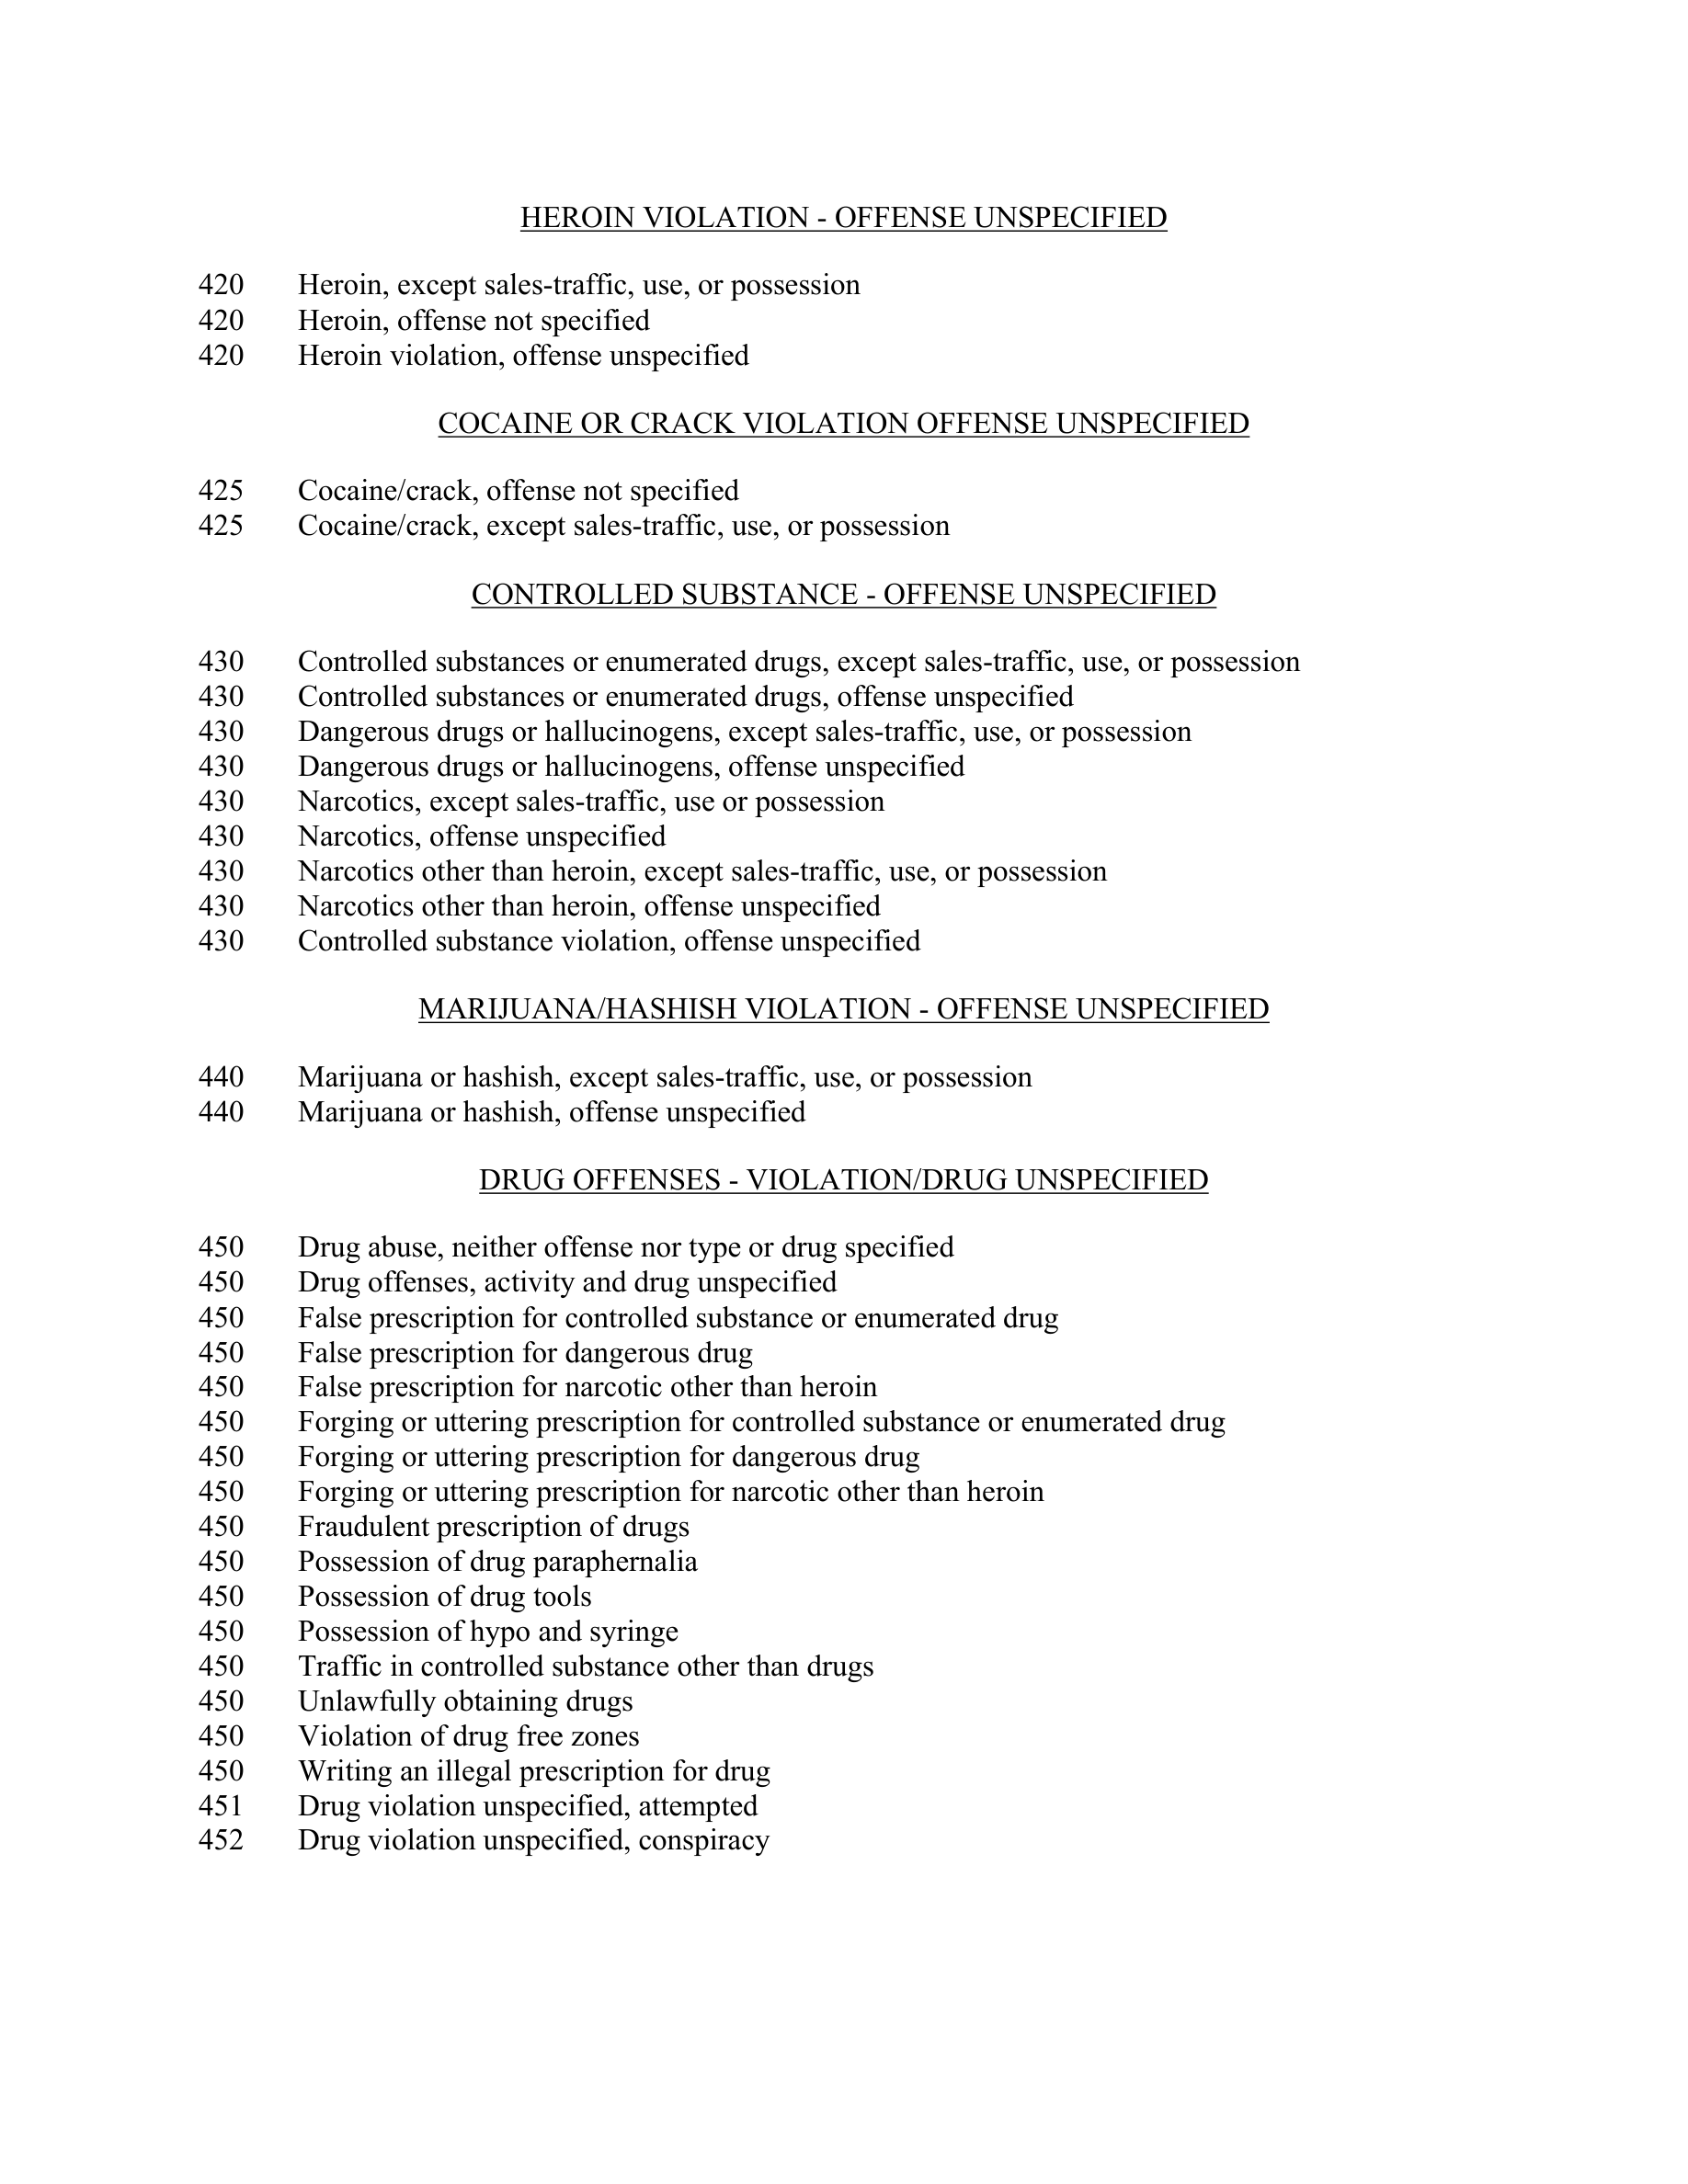 HEROIN VIOLATION - OFFENSE UNSPECIFIED
420 Heroin, except sales-traffic, use, or possession
420 Heroin, offense not specified
420 Heroin violation, offense unspecified
COCAINE OR CRACK VIOLATION OFFENSE UNSPECIFIED
425 Cocaine/crack, offense not specified
425 Cocaine/crack, except sales-traffic, use, or possession
CONTROLLED SUBSTANCE - OFFENSE UNSPECIFIED
430 Controlled substances or enumerated drugs, except sales-traffic, use, or possession
430 Controlled substances or enumerated drugs, offense unspecified
430 Dangerous drugs or hallucinogens, except sales-traffic, use, or possession
430 Dangerous drugs or hallucinogens, offense unspecified
430 Narcotics, except sales-traffic, use or possession
430 Narcotics, offense unspecified
430 Narcotics other than heroin, except sales-traffic, use, or possession
430 Narcotics other than heroin, offense unspecified
430 Controlled substance violation, offense unspecified
MARIJUANA/HASHISH VIOLATION - OFFENSE UNSPECIFIED
440 Marijuana or hashish, except sales-traffic, use, or possession
440 Marijuana or hashish, offense unspecified
DRUG OFFENSES - VIOLATION/DRUG UNSPECIFIED
450 Drug abuse, neither offense nor type or drug specified
450 Drug offenses, activity and drug unspecified
450 False prescription for controlled substance or enumerated drug
450 False prescription for dangerous drug
450 False prescription for narcotic other than heroin
450 Forging or uttering prescription for controlled substance or enumerated drug
450 Forging or uttering prescription for dangerous drug
450 Forging or uttering prescription for narcotic other than heroin
450 Fraudulent prescription of drugs
450 Possession of drug paraphernalia
450 Possession of drug tools
450 Possession of hypo and syringe
450 Traffic in controlled substance other than drugs
450 Unlawfully obtaining drugs
450 Violation of drug free zones
450 Writing an illegal prescription for drug
451 Drug violation unspecified, attempted
452 Drug violation unspecified, conspiracy